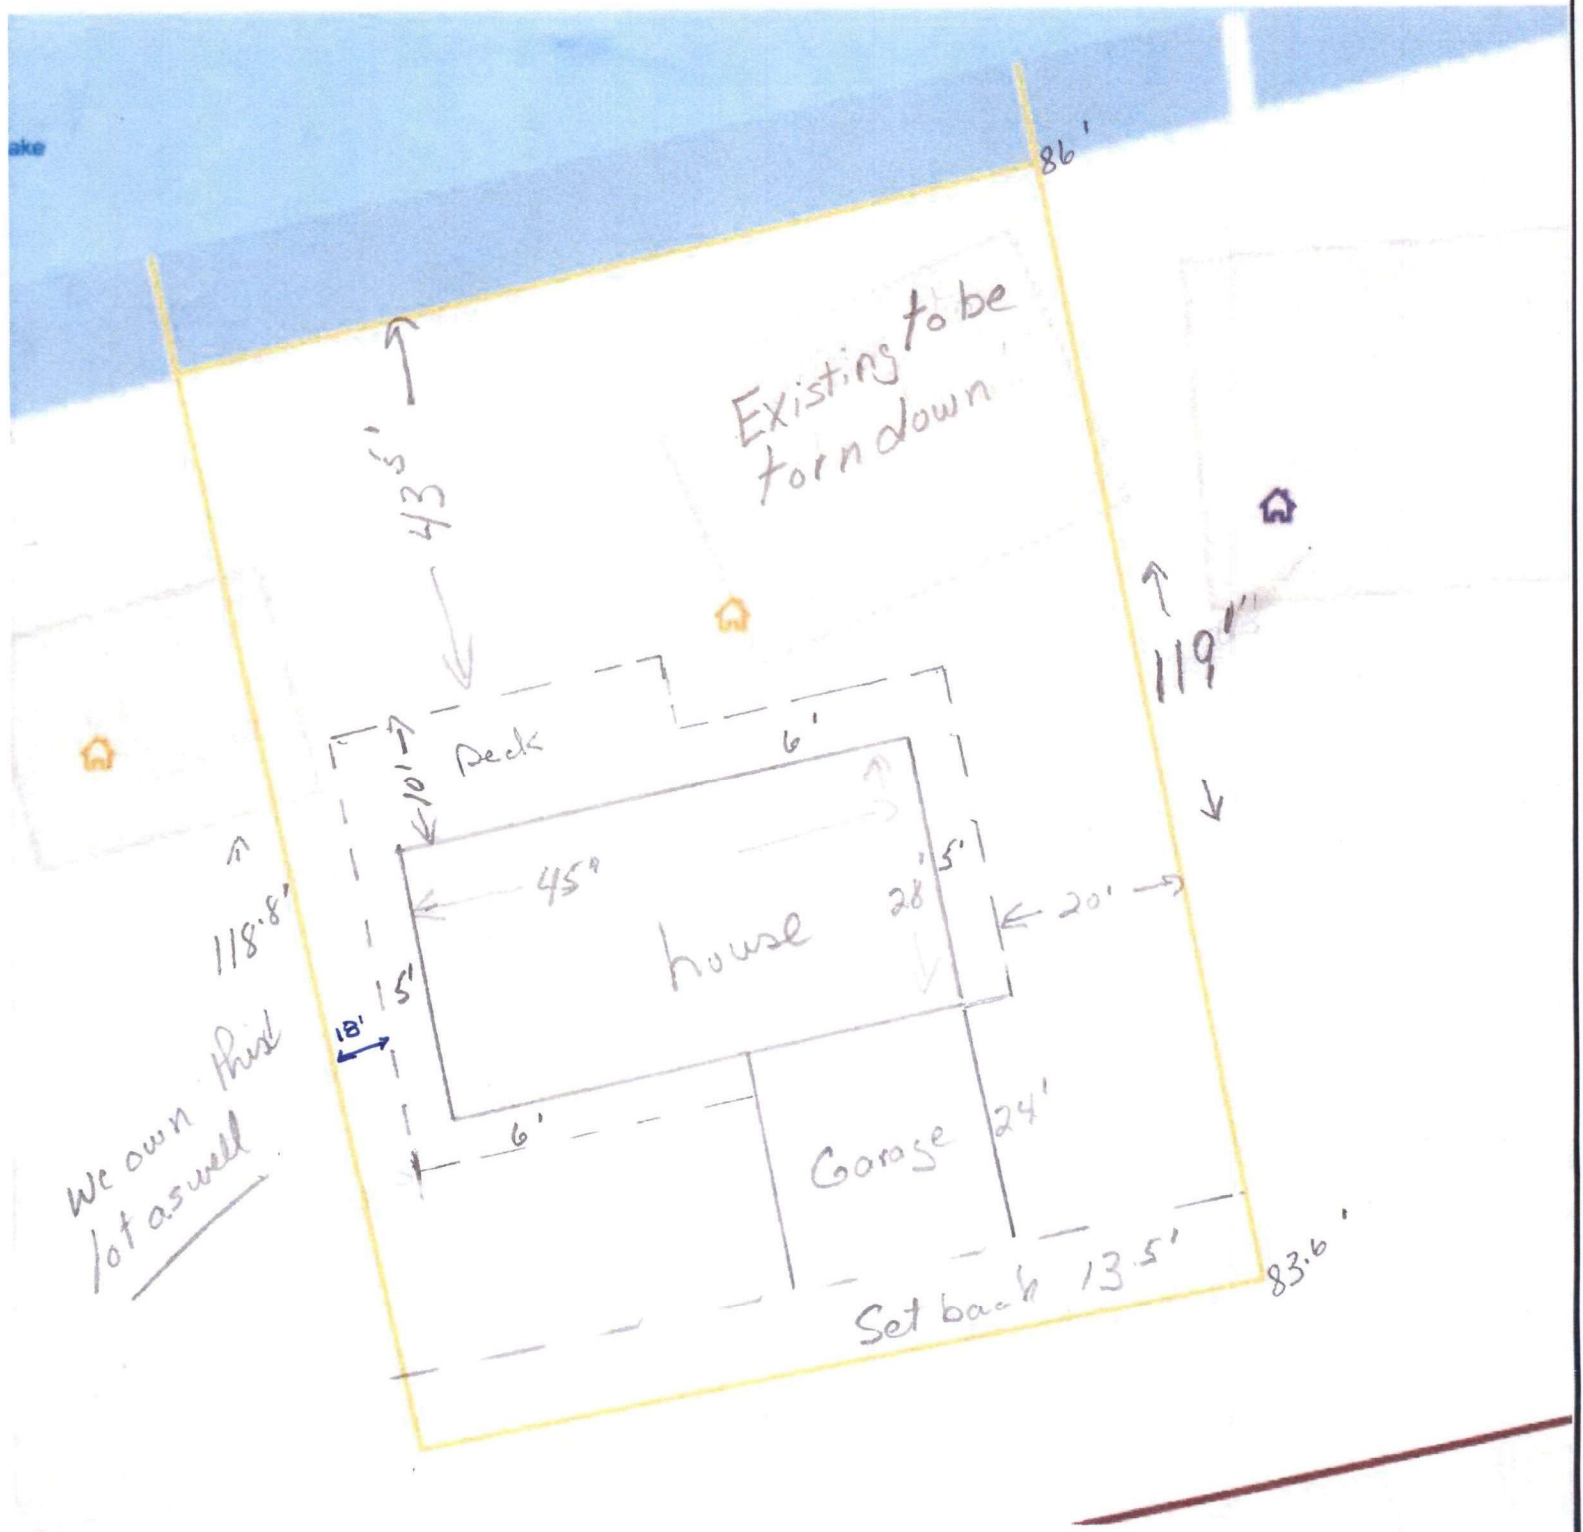 ake
86'
Existing to be
torn down
43.5'
119'1"
Deck
6'
10'
45"
28'
5'
20'
house
118.8'
5'
18'
We own this
lot as well
6'
24'
Garage
Set back 13.5'
83.6'